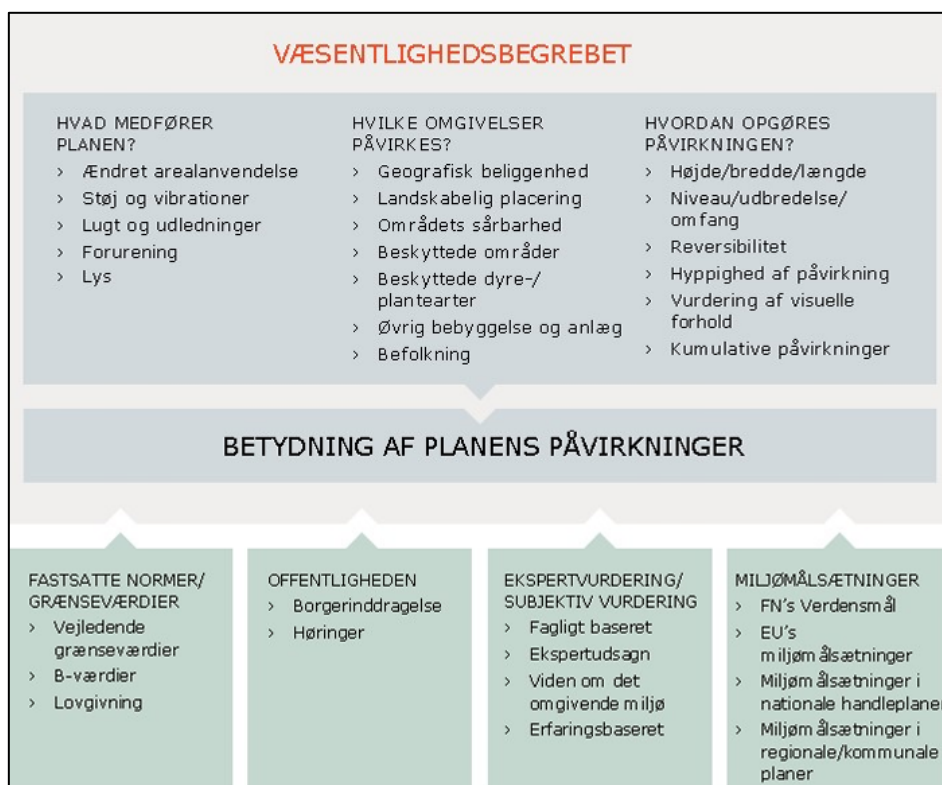 VÆSENTLIGHEDSBEGREBET
HVAD MEDFØRER
PLANEN?
› Ændret arealanvendelse
› Støj og vibrationer
› Lugt og udledninger
› Forurening
› Lys
HVILKE OMGIVELSER
PÅVIRKES?
› Geografisk beliggenhed
› Landskabelig placering
› Områdets sårbarhed
› Beskyttede områder
› Beskyttede dyre-/
plantearter
› Øvrig bebyggelse og anlæg
› Befolkning
HVORDAN OPGØRES
PÅVIRKNINGEN?
› Højde/bredde/længde
› Niveau/udbredelse/
omfang
› Reversibilitet
› Hyppighed af påvirkning
› Vurdering af visuelle
forhold
› Kumulative påvirkninger
BETYDNING AF PLANENS PÅVIRKNINGER
FASTSATTE NORMER/
GRÆNSEVÆRDIER
› Vejledende
grænseværdier
› B-værdier
› Lovgivning
OFFENTLIGHEDEN
› Borgerinddragelse
› Høringer
EKSPERTVURDERING/
SUBJEKTIV VURDERING
› Fagligt baseret
› Ekspertudsagn
› Viden om det
omgivende miljø
› Erfaringsbaseret
MILJØMÅLSÆTNINGER
› FN's Verdensmål
› EU's
miljømålsætninger
› Miljømålsætninger i
nationale handleplaner
› Miljømålsætninger i
regionale/kommunale
planer